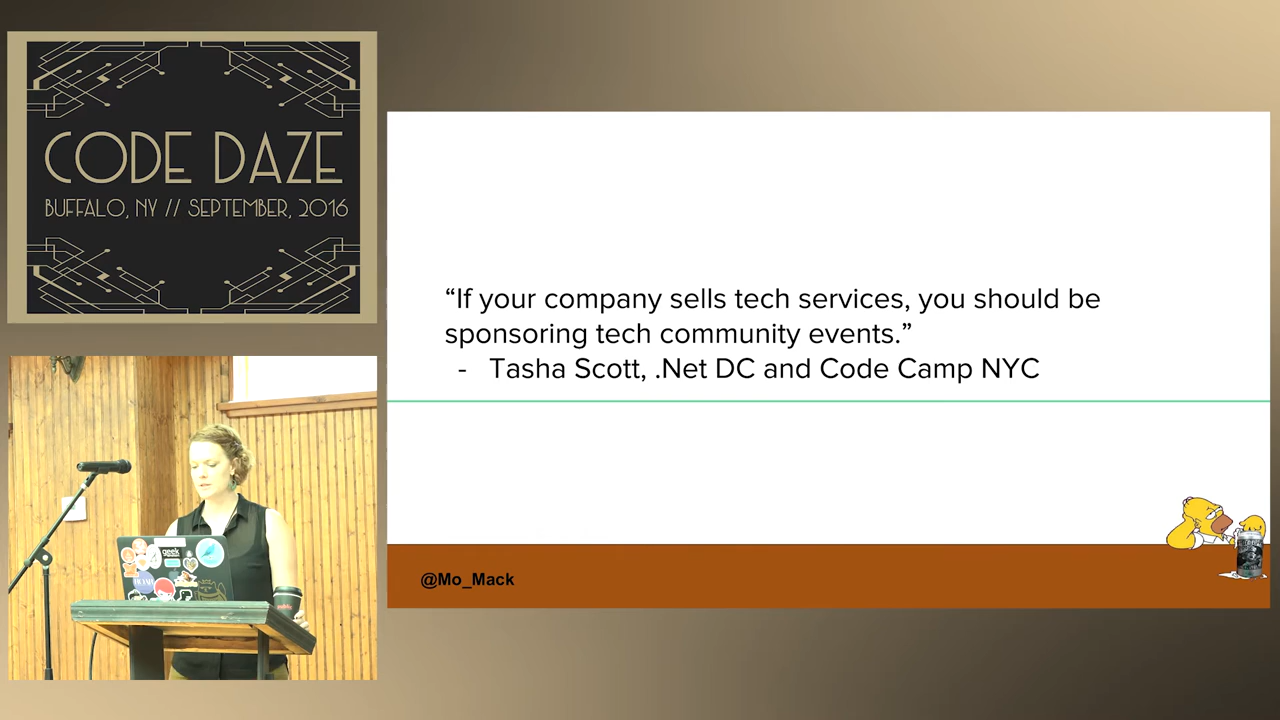 CODE DAZE
BUFFALO, NY // SEPTEMBER, 2016
“If your company sells tech services, you should be
sponsoring tech community events.”
- Tasha Scott, .Net DC and Code Camp NYC
@Mo_Mack
geek